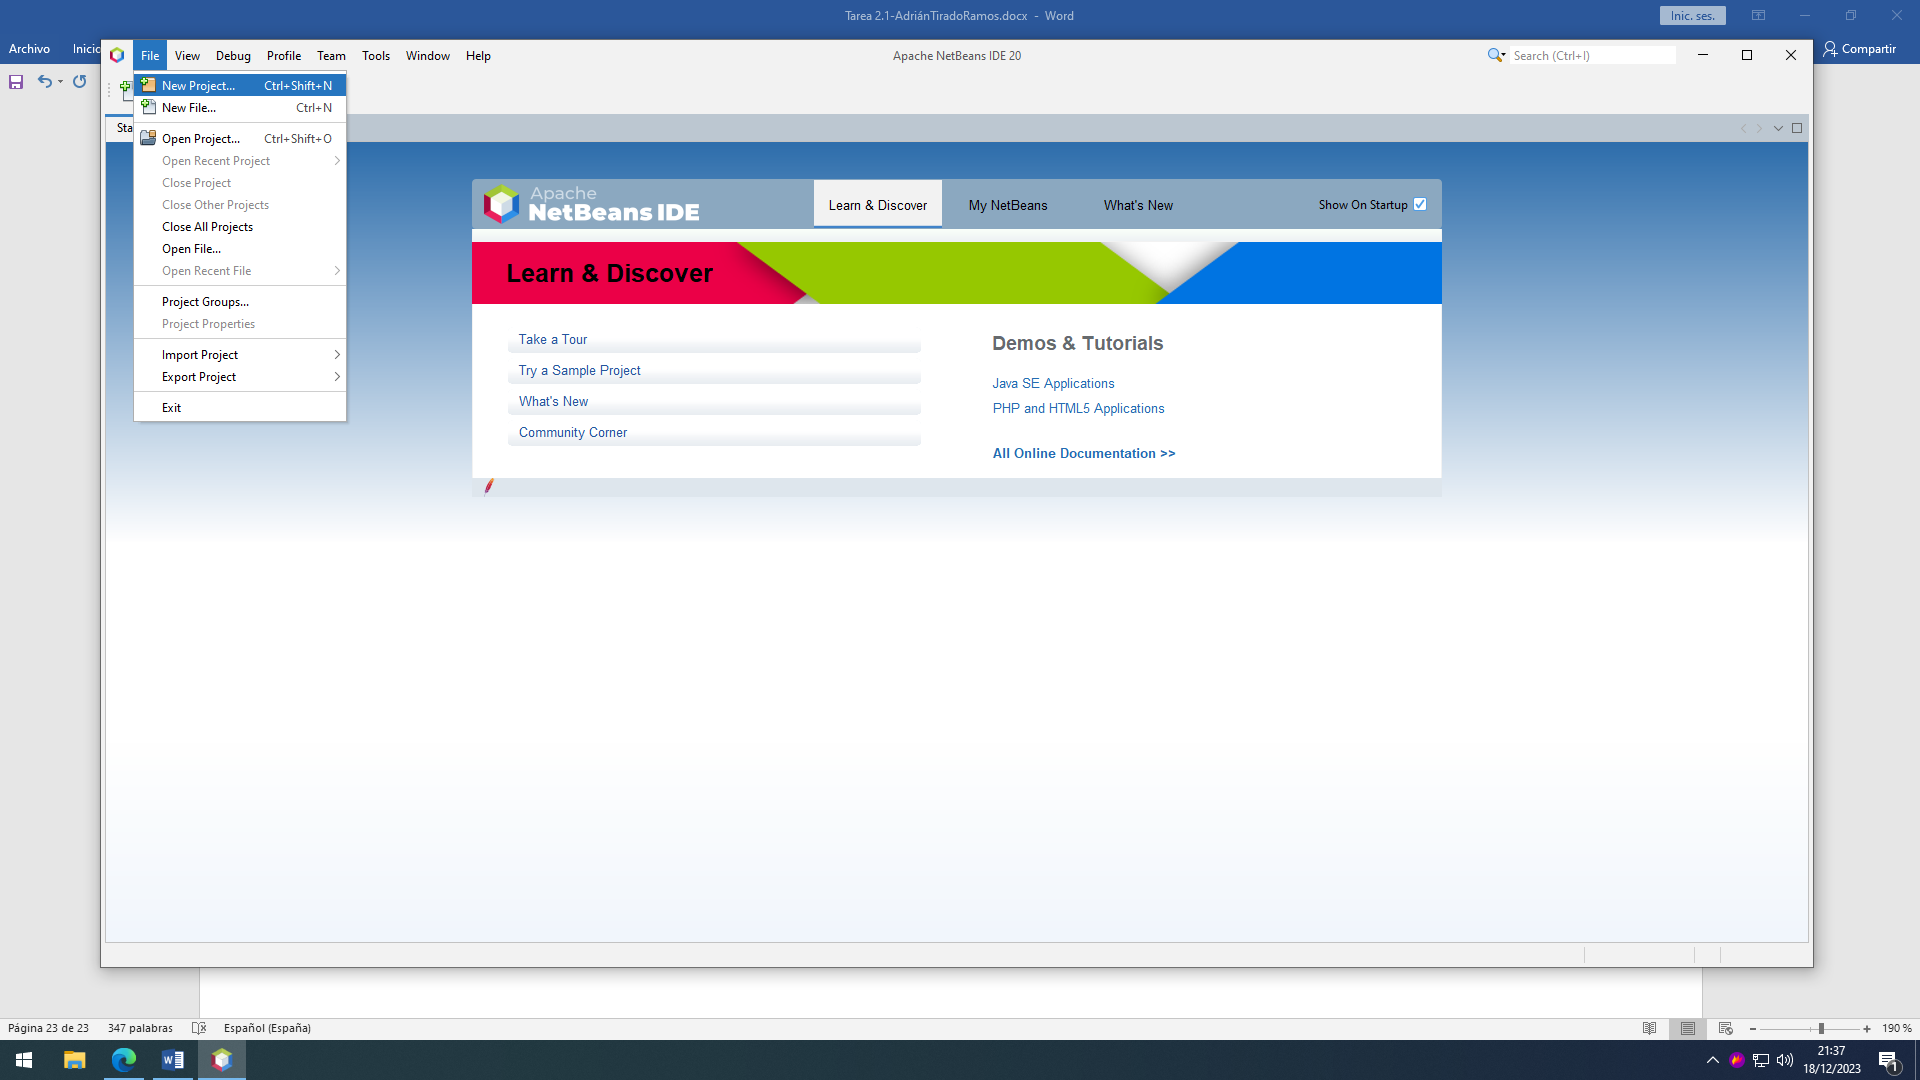 Tarea 2.1-AdriánTiradoRamos.docx - Word
Inic. ses.
Archivo
Inicio
Compartir
File View Debug Profile Team Tools Window Help
Apache NetBeans IDE 20
Search (Ctrl+I)
New Project... Ctrl+Shift+N
New File... Ctrl+N
Open Project... Ctrl+Shift+O
Open Recent Project
Close Project
Close Other Projects
Close All Projects
Open File...
Open Recent File
Project Groups...
Project Properties
Import Project
Export Project
Exit
Sta
Apache
NetBeans IDE
Learn & Discover
My NetBeans
What's New
Show On Startup
Learn & Discover
Take a Tour
Try a Sample Project
What's New
Community Corner
Demos & Tutorials
Java SE Applications
PHP and HTML5 Applications
All Online Documentation >>
Página 23 de 23 347 palabras Español (España)
190 %
21:37
18/12/2023
1